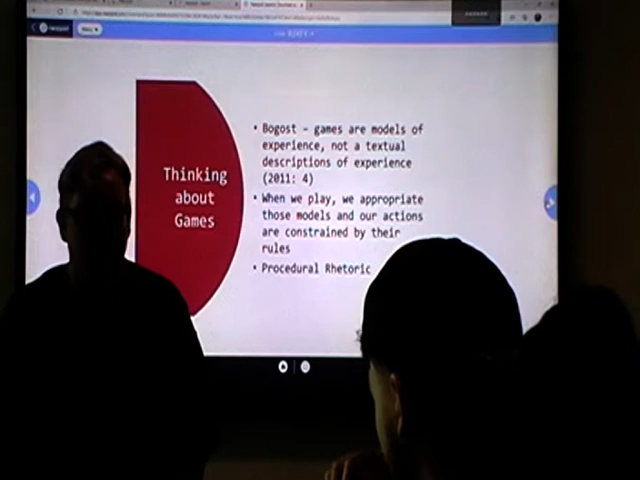 Thinking
about
Games
• Bogost – games are models of
experience, not a textual
descriptions of experience
(2011: 4)
• When we play, we appropriate
those models and our actions
are constrained by their
rules
• Procedural Rhetoric